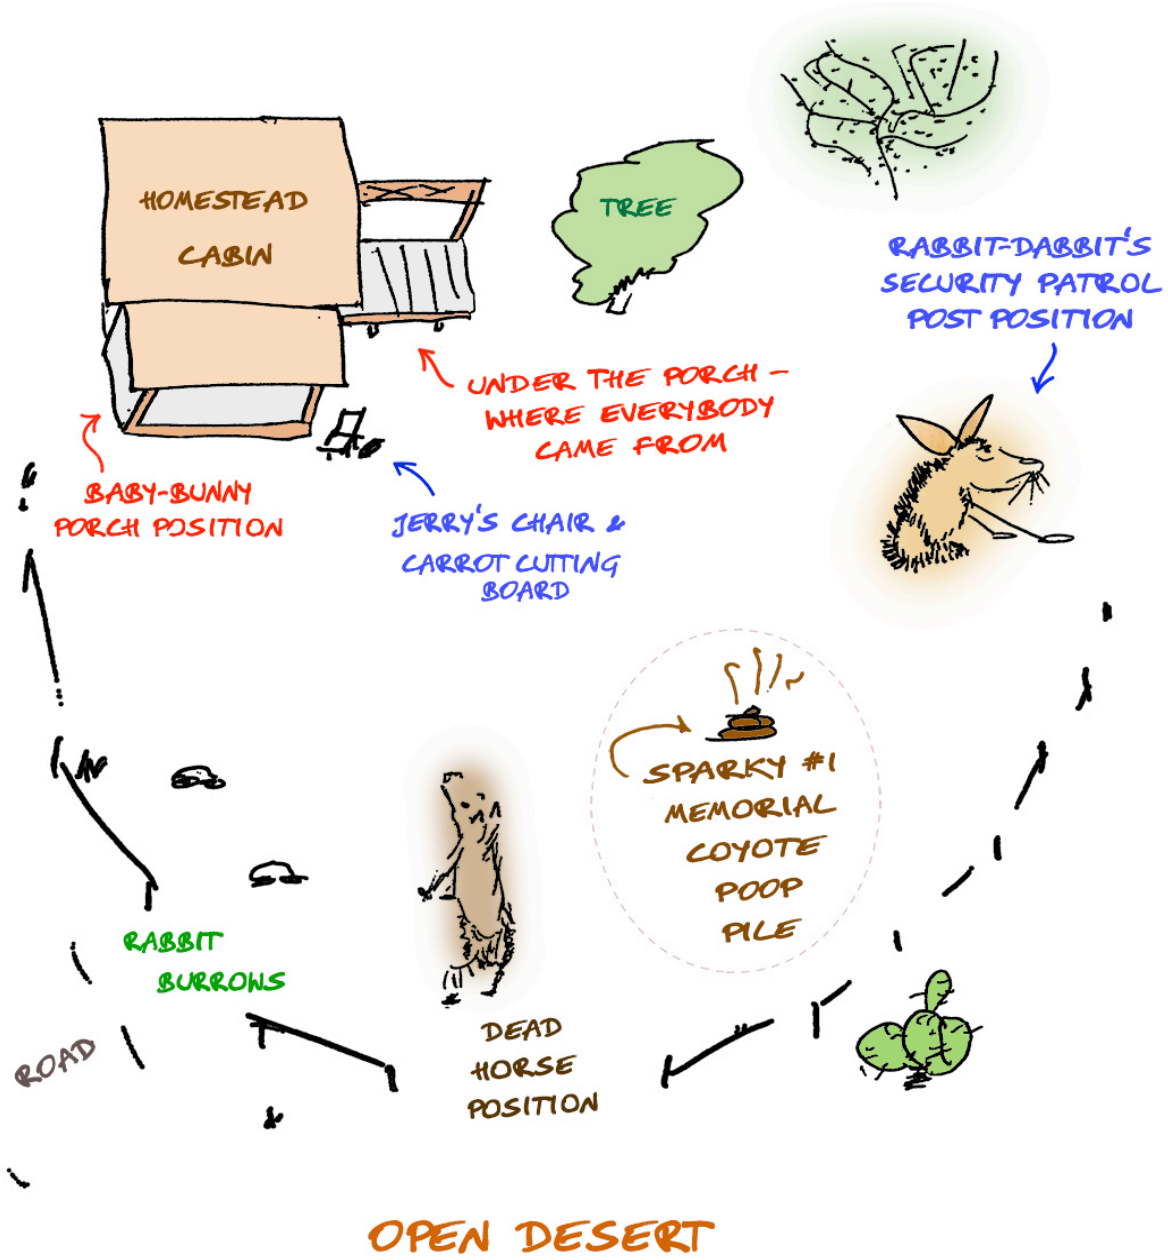 HOMESTEAD
CABIN
TREE
RABBIT-DABBIT'S
SECURITY PATROL
POST POSITION
UNDER THE PORCH -
WHERE EVERYBODY
CAME FROM
BABY-BUNNY
PORCH POSITION
JERRY'S CHAIR &
CARROT CUTTING
BOARD
SPARKY #1
MEMORIAL
COYOTE
POOP
PILE
RABBIT
BURROWS
ROAD
DEAD
HORSE
POSITION
OPEN DESERT